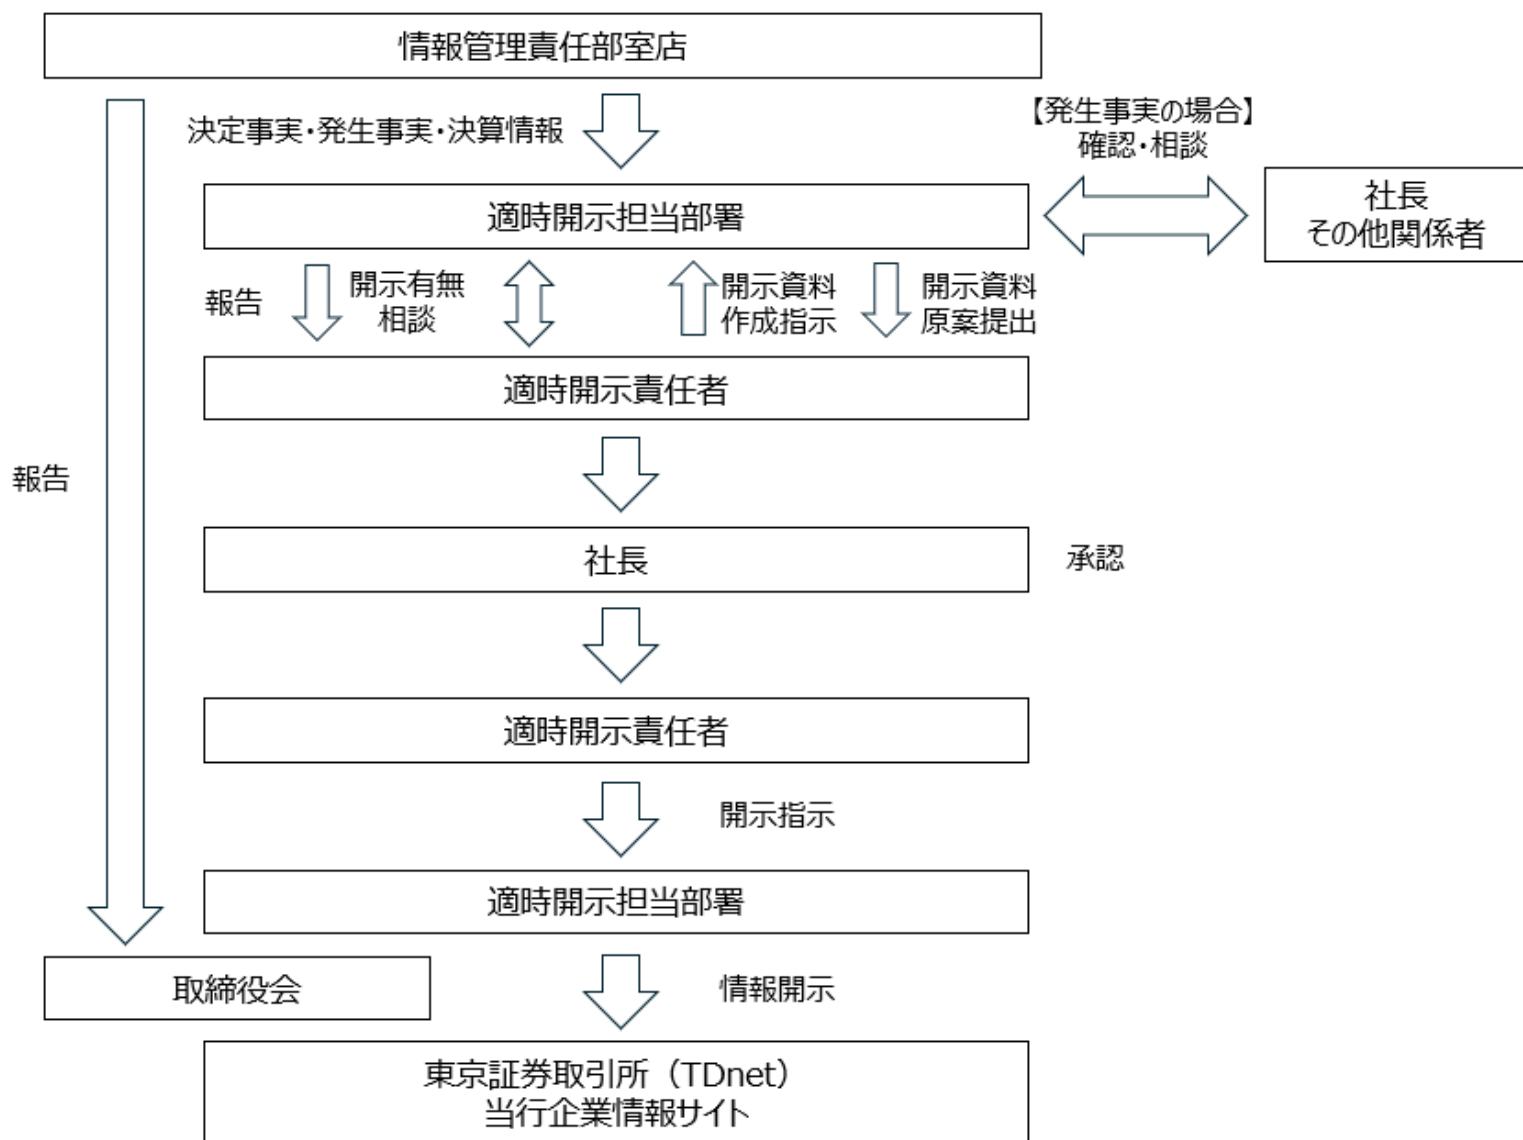 情報管理責任部室店
決定事実・発生事実・決算情報
【発生事実の場合】
確認・相談
適時開示担当部署
社長
その他関係者
報告
開示有無
相談
開示資料
作成指示
開示資料
原案提出
適時開示責任者
報告
社長
承認
適時開示責任者
開示指示
適時開示担当部署
取締役会
情報開示
東京証券取引所（TDnet）
当行企業情報サイト